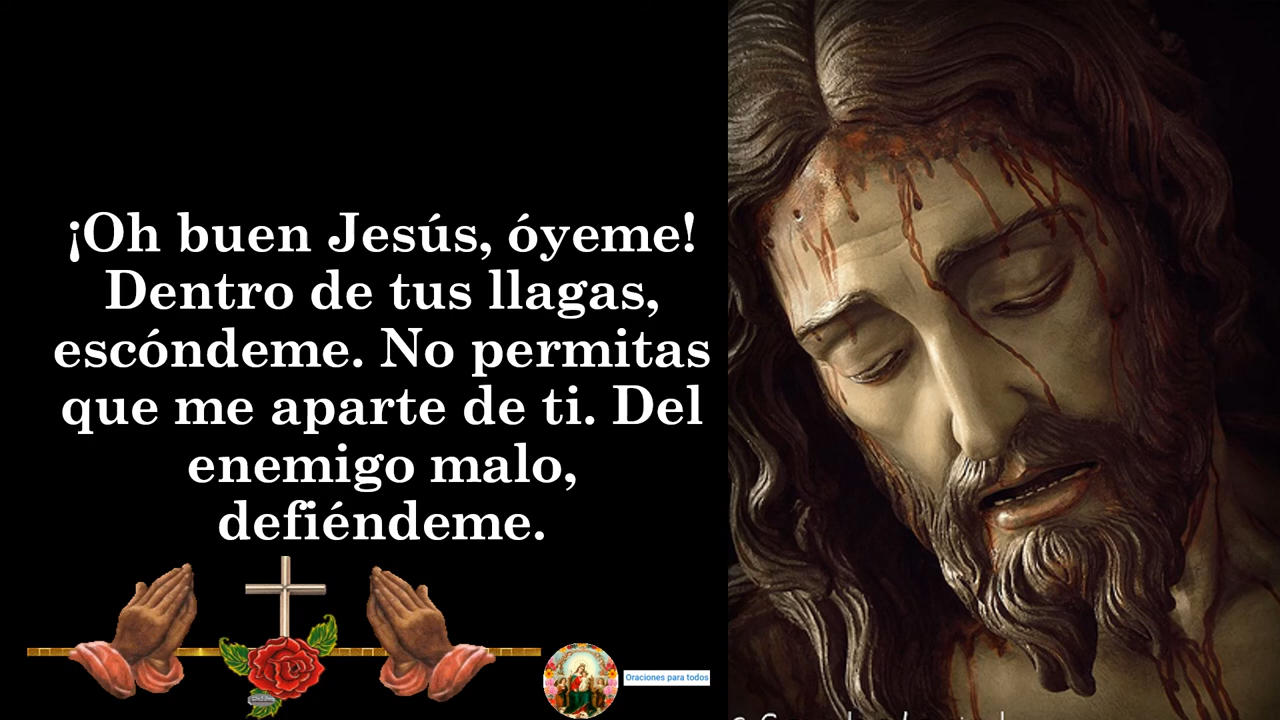 ¡Oh buen Jesús, óyeme!
Dentro de tus llagas,
escóndeme. No permitas
que me aparte de ti. Del
enemigo malo,
defiéndeme.
Oraciones para todos